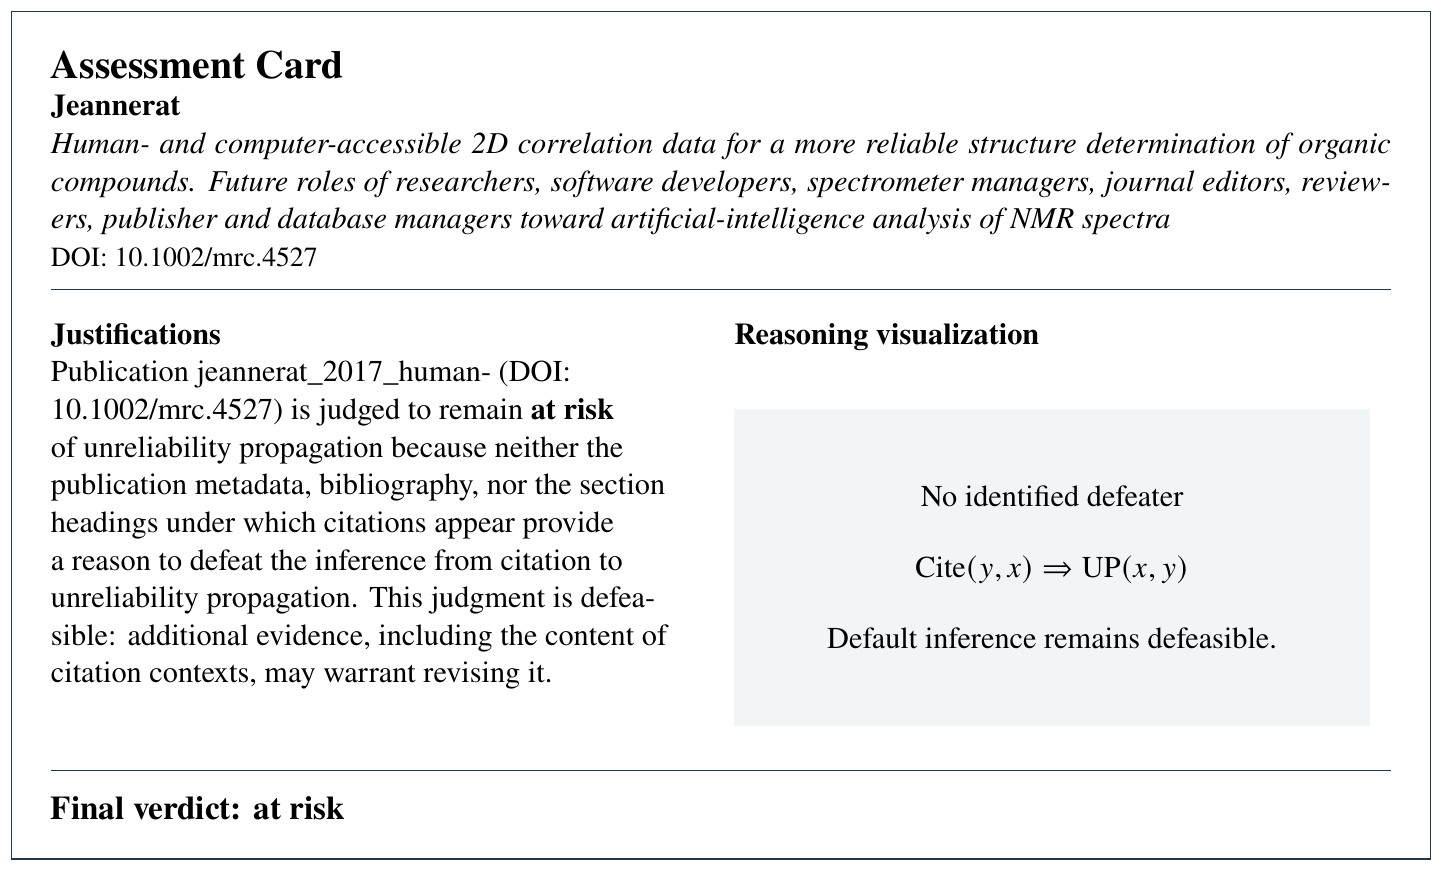 Assessment Card
Jeannerat
Human- and computer-accessible 2D correlation data for a more reliable structure determination of organic
compounds. Future roles of researchers, software developers, spectrometer managers, journal editors, review-
ers, publisher and database managers toward artificial-intelligence analysis of NMR spectra
DOI: 10.1002/mrc.4527
Justifications
Publication jeannerat_2017_human- (DOI:
10.1002/mrc.4527) is judged to remain at risk
of unreliability propagation because neither the
publication metadata, bibliography, nor the section
headings under which citations appear provide
a reason to defeat the inference from citation to
unreliability propagation. This judgment is defea-
sible: additional evidence, including the content of
citation contexts, may warrant revising it.
Reasoning visualization
No identified defeater
Cite(y, x) ⟹ UP(x, y)
Default inference remains defeasible.
Final verdict: at risk